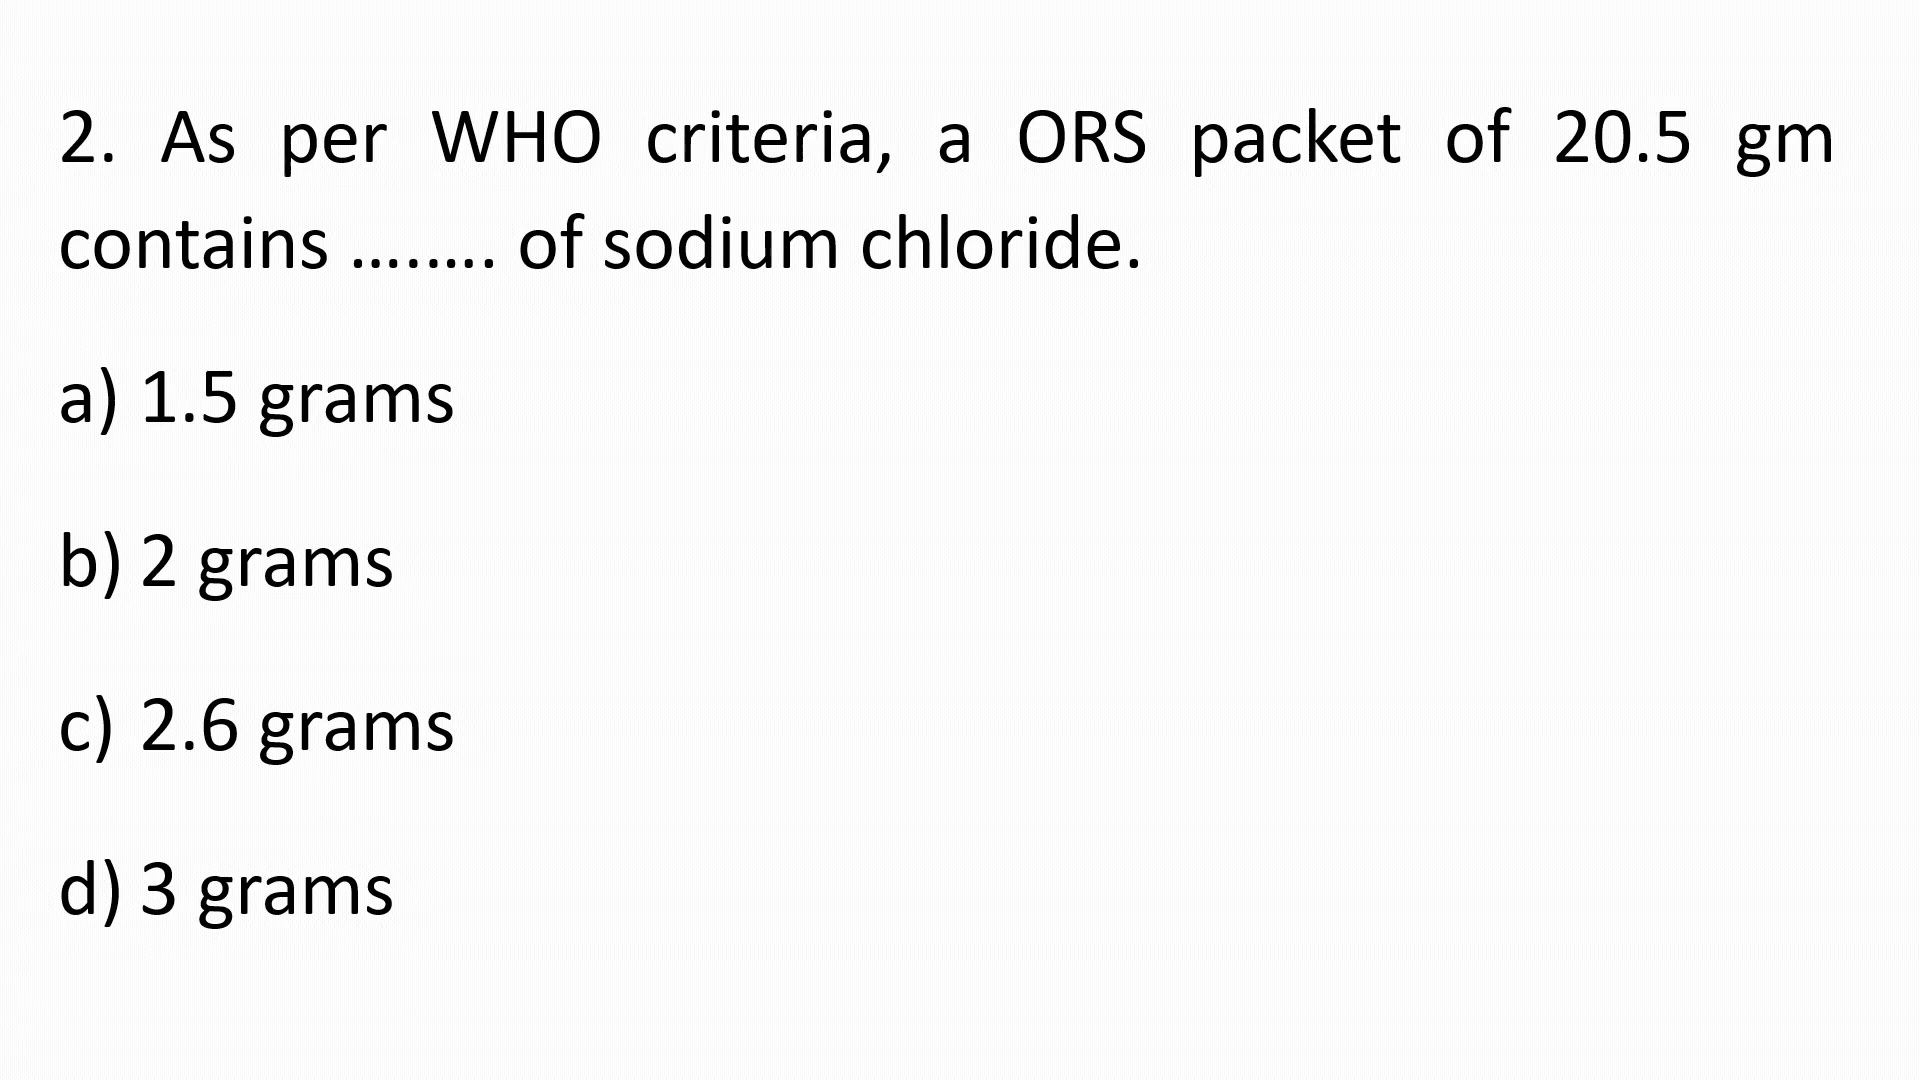 2. As per WHO criteria, a ORS packet of 20.5 gm
contains …….. of sodium chloride.
a) 1.5 grams
b) 2 grams
c) 2.6 grams
d) 3 grams